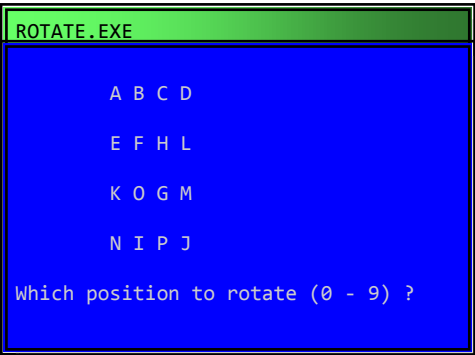 ROTATE.EXE
A B C D
E F H L
K O G M
N I P J
Which position to rotate (0 - 9) ?